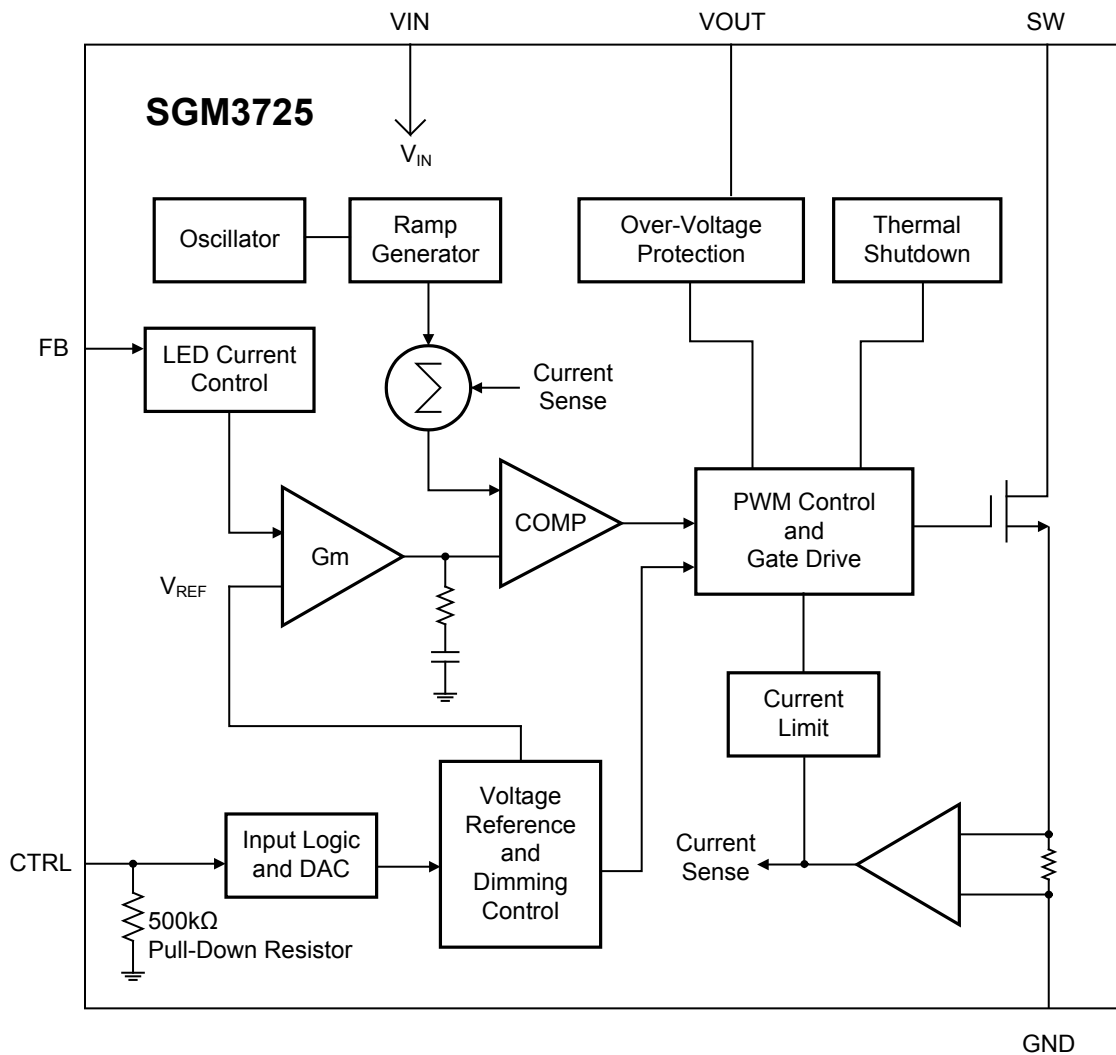 VIN
VOUT
SW
SGM3725
VIN
Oscillator
Ramp
Generator
Over-Voltage
Protection
Thermal
Shutdown
FB
LED Current
Control
Current
Sense
Gm
COMP
PWM Control
and
Gate Drive
VREF
Current
Limit
Voltage
Reference
and
Dimming
Control
Input Logic
and DAC
CTRL
Current
Sense
500kΩ
Pull-Down Resistor
GND